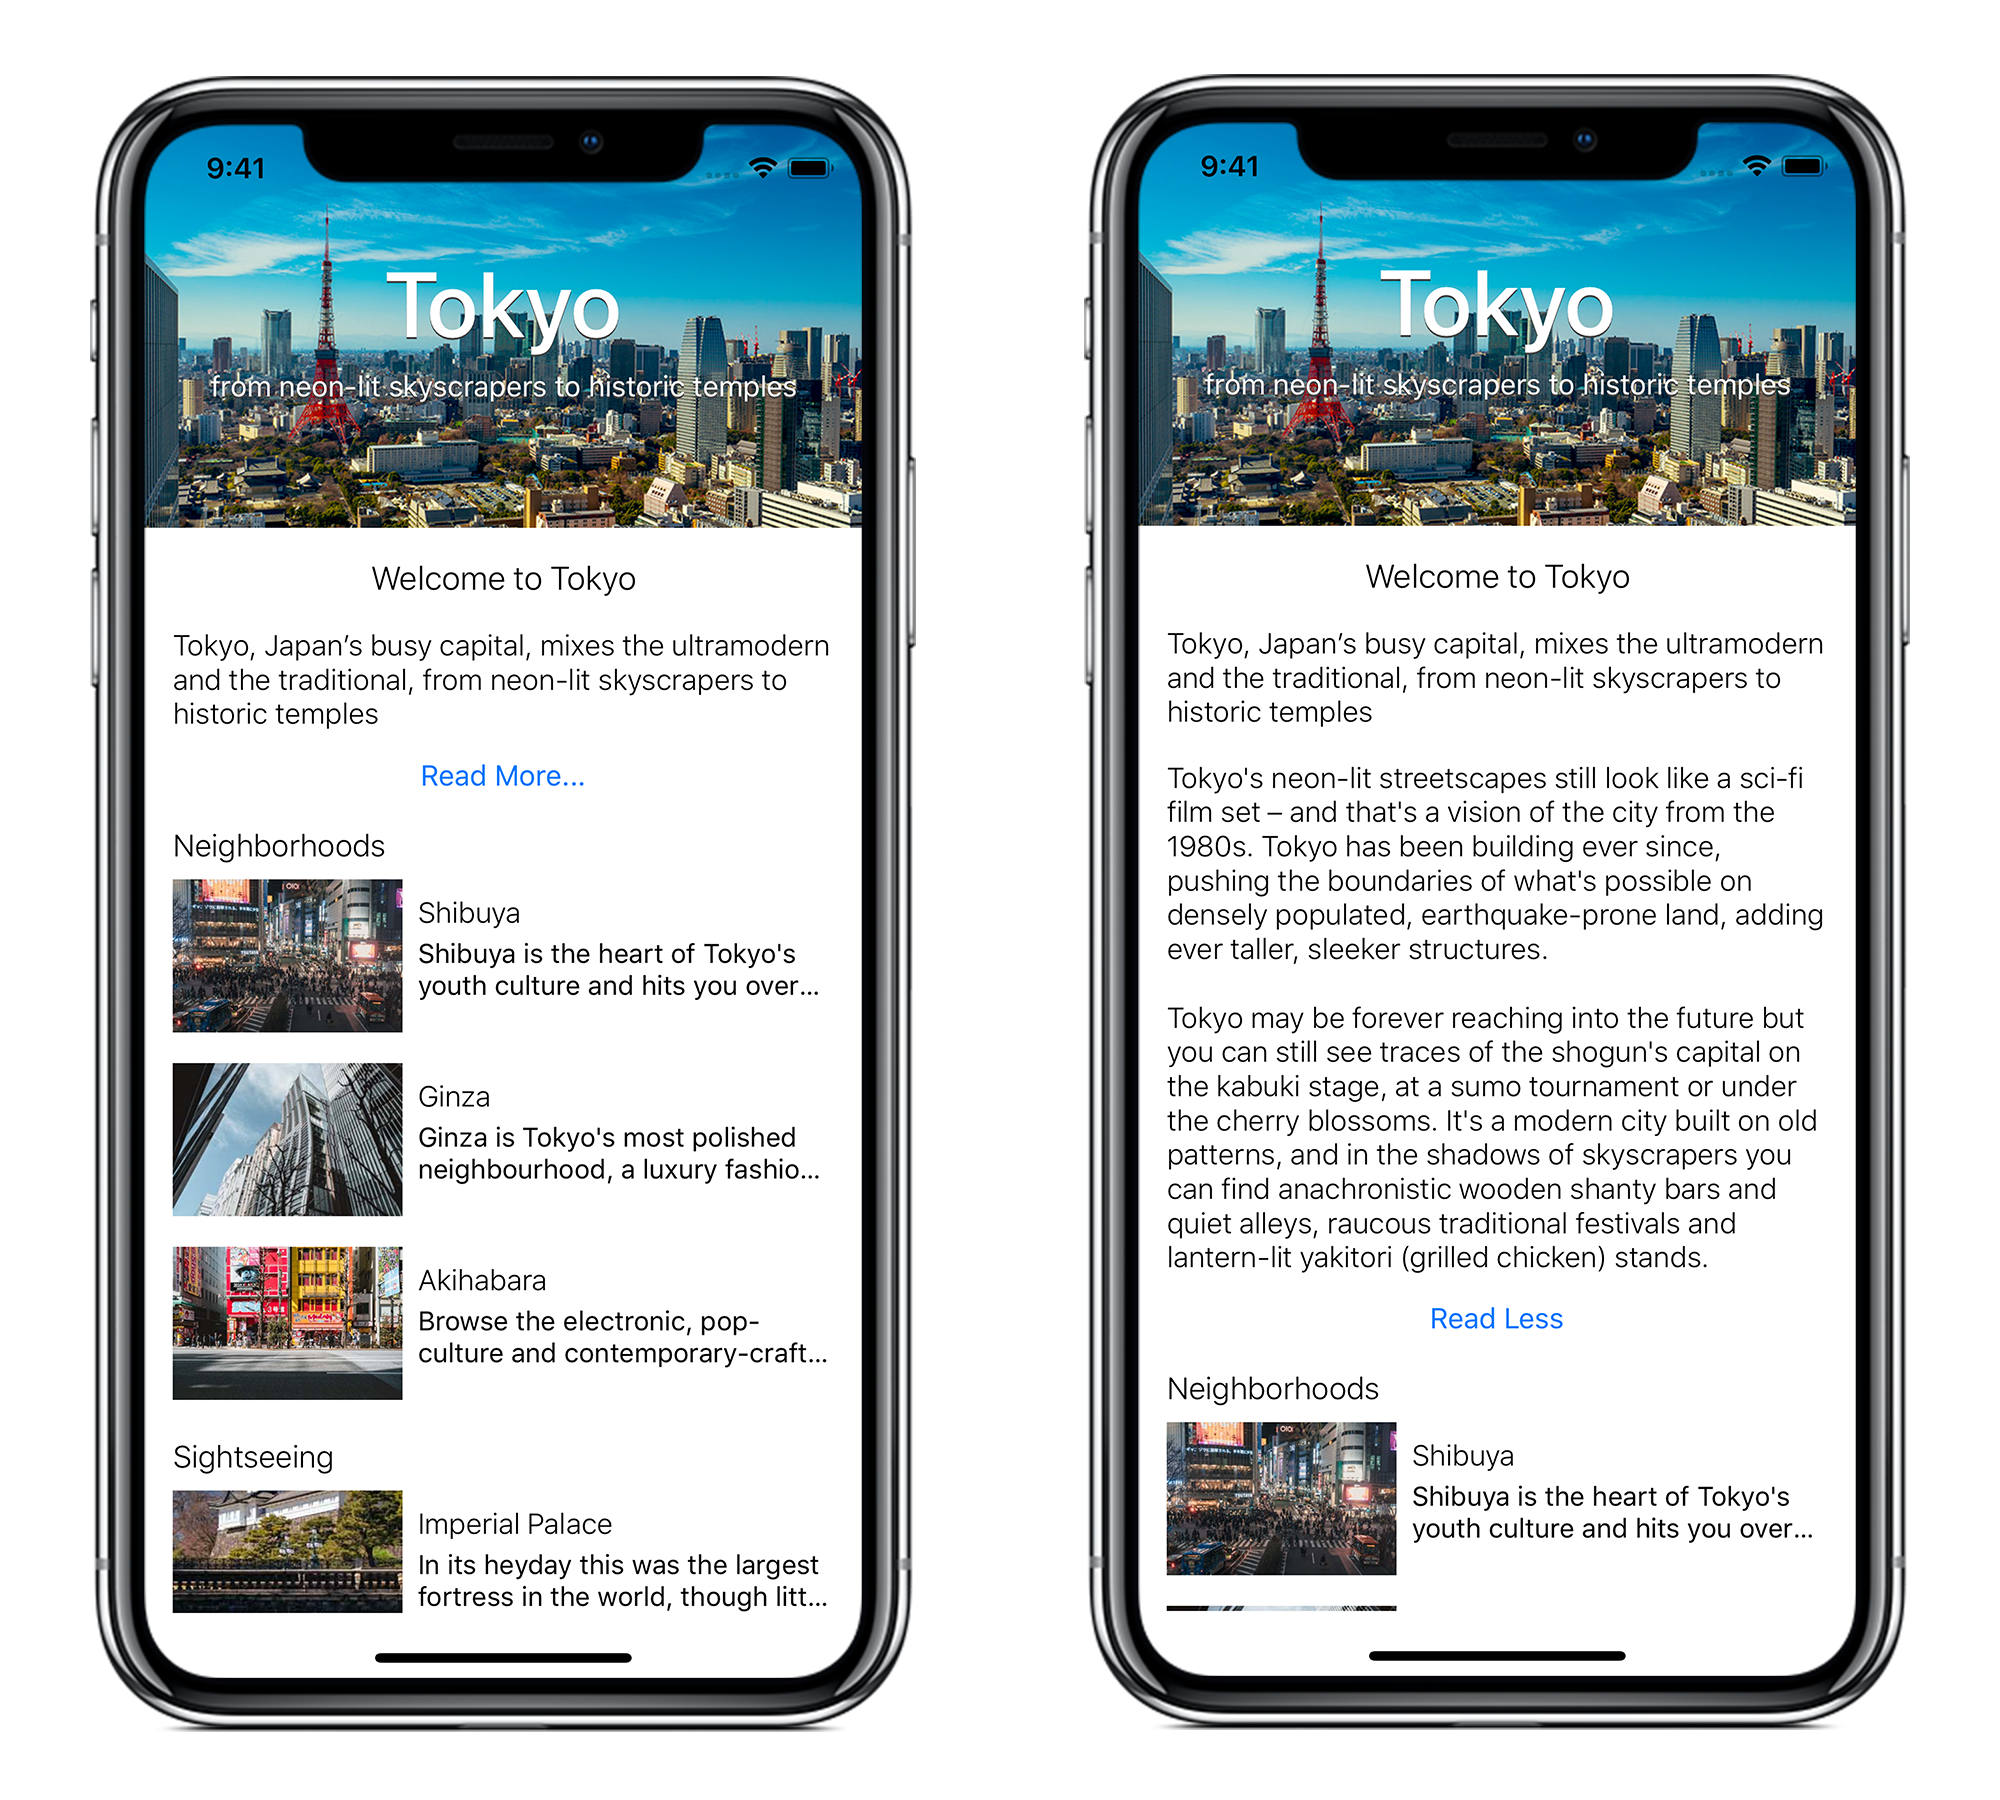 9:41
Tokyo
from neon-lit skyscrapers to historic temples
Welcome to Tokyo
Tokyo, Japan’s busy capital, mixes the ultramodern
and the traditional, from neon-lit skyscrapers to
historic temples
Read More...
Neighborhoods
Shibuya
Shibuya is the heart of Tokyo's
youth culture and hits you over...
Ginza
Ginza is Tokyo's most polished
neighbourhood, a luxury fashio...
Akihabara
Browse the electronic, pop-
culture and contemporary-craft...
Sightseeing
Imperial Palace
In its heyday this was the largest
fortress in the world, though litt...
9:41
Tokyo
from neon-lit skyscrapers to historic temples
Welcome to Tokyo
Tokyo, Japan’s busy capital, mixes the ultramodern
and the traditional, from neon-lit skyscrapers to
historic temples
Tokyo's neon-lit streetscapes still look like a sci-fi
film set – and that's a vision of the city from the
1980s. Tokyo has been building ever since,
pushing the boundaries of what's possible on
densely populated, earthquake-prone land, adding
ever taller, sleeker structures.
Tokyo may be forever reaching into the future but
you can still see traces of the shogun's capital on
the kabuki stage, at a sumo tournament or under
the cherry blossoms. It's a modern city built on old
patterns, and in the shadows of skyscrapers you
can find anachronistic wooden shanty bars and
quiet alleys, raucous traditional festivals and
lantern-lit yakitori (grilled chicken) stands.
Read Less
Neighborhoods
Shibuya
Shibuya is the heart of Tokyo's
youth culture and hits you over...